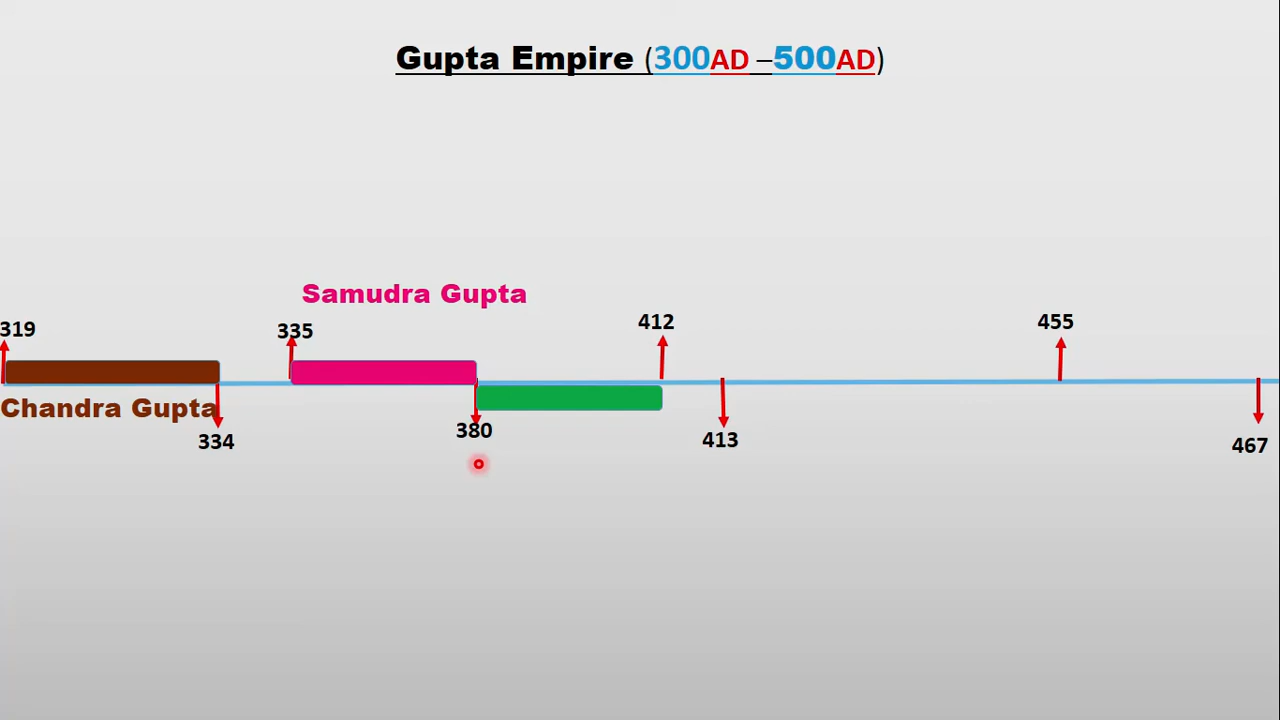 Gupta Empire (300AD –500AD)
Samudra Gupta
319
335
412
455
Chandra Gupta
334
380
413
467